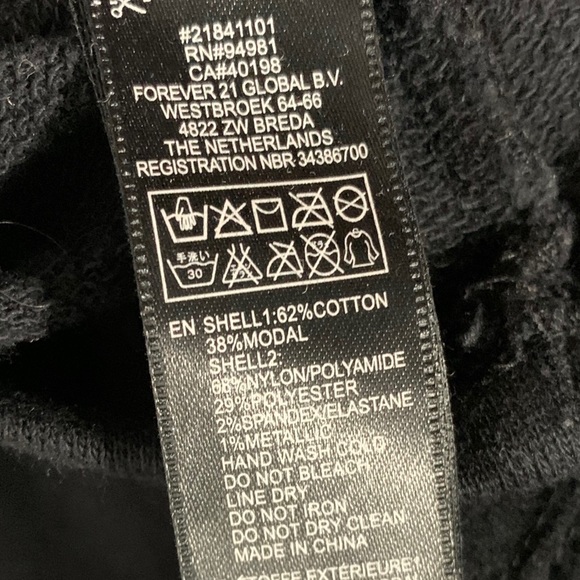 #21841101
RN#94981
CA#40198
FOREVER 21 GLOBAL B.V.
WESTBROEK 64-66
4822 ZW BREDA
THE NETHERLANDS
REGISTRATION NBR: 34386700
手洗い
30
EN SHELL1:62%COTTON
38%MODAL
SHELL2:
68%NYLON/POLYAMIDE
29%POLYESTER
2%SPANDEX/ELASTANE
1%METALLIC
HAND WASH COLD
DO NOT BLEACH
LINE DRY
DO NOT IRON
DO NOT DRY CLEAN
MADE IN CHINA
EXTÉRIEURE1